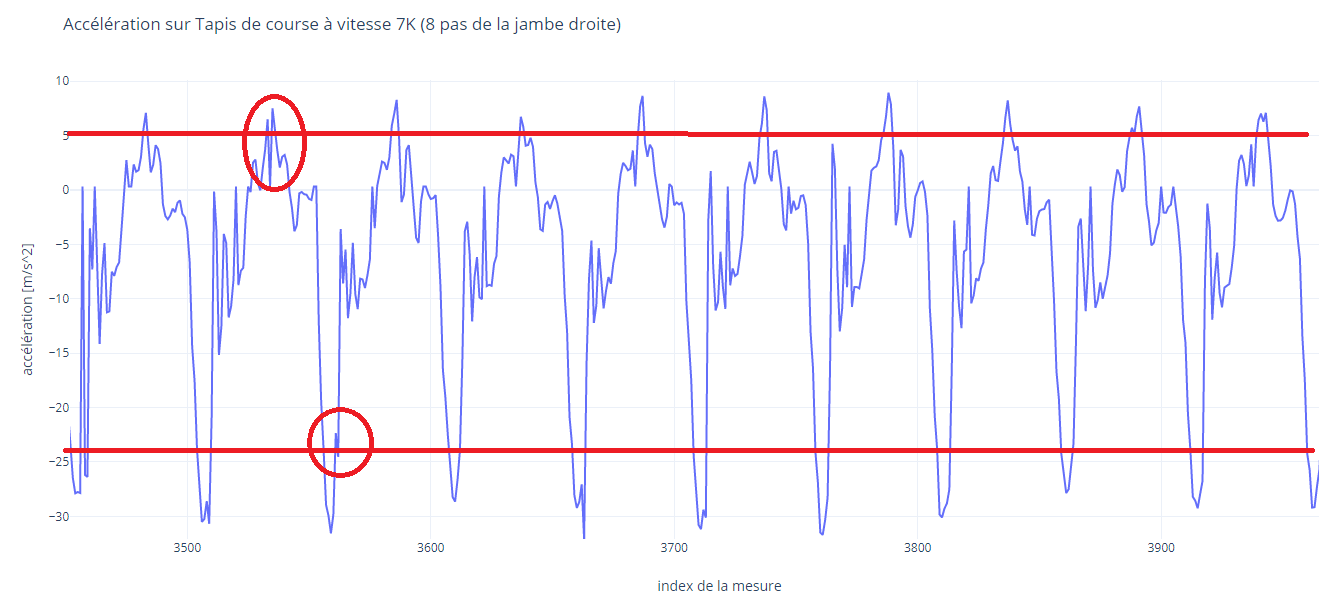 Accélération sur Tapis de course à vitesse 7K (8 pas de la jambe droite)
10
5
0
−5
−10
−15
−20
−25
−30
accélération [m/s^2]
3500 3600 3700 3800 3900
index de la mesure